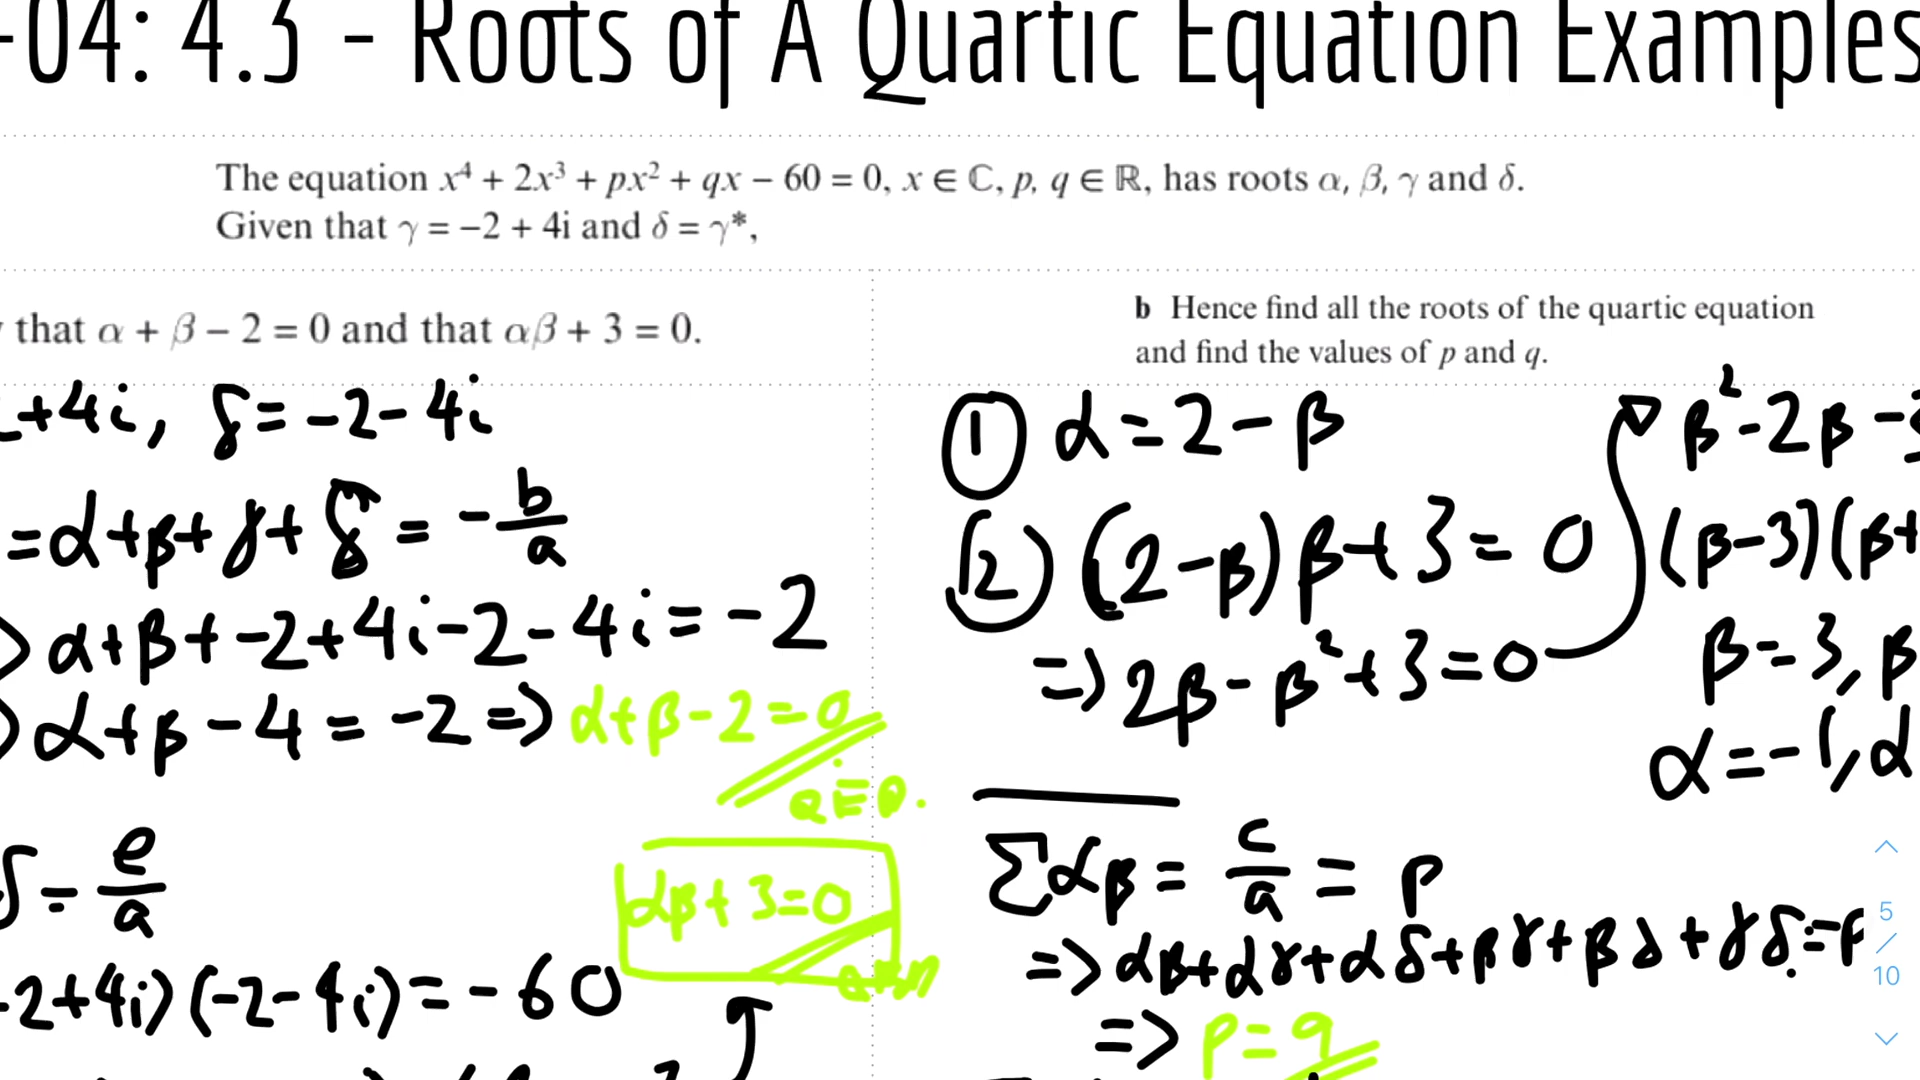 -04: 4.3 - Roots of A Quartic Equation Examples
The equation x⁴ + 2x³ + px² + qx − 60 = 0, x ∈ ℂ, p, q ∈ ℝ, has roots α, β, γ and δ.
Given that γ = −2 + 4i and δ = γ*,
that α + β − 2 = 0 and that αβ + 3 = 0.
+4i, δ = -2-4i
=α+β+γ+δ = -b/a
α+β+-2+4i-2-4i = -2
α+β-4 = -2 => α+β-2=0
δ = e/a
αβ+3=0
-2+4i)(-2-4i) = -60
b Hence find all the roots of the quartic equation
and find the values of p and q.
① α = 2-β
② (2-β)β+3 = 0
=> 2β-β²+3=0
β²-2β-3
(β-3)(β+
β=3, β
α=-1, α
Σαβ = c/a = p
=> αβ+αγ+αδ+βγ+βδ+γδ=p
=> p=9
5
/
10